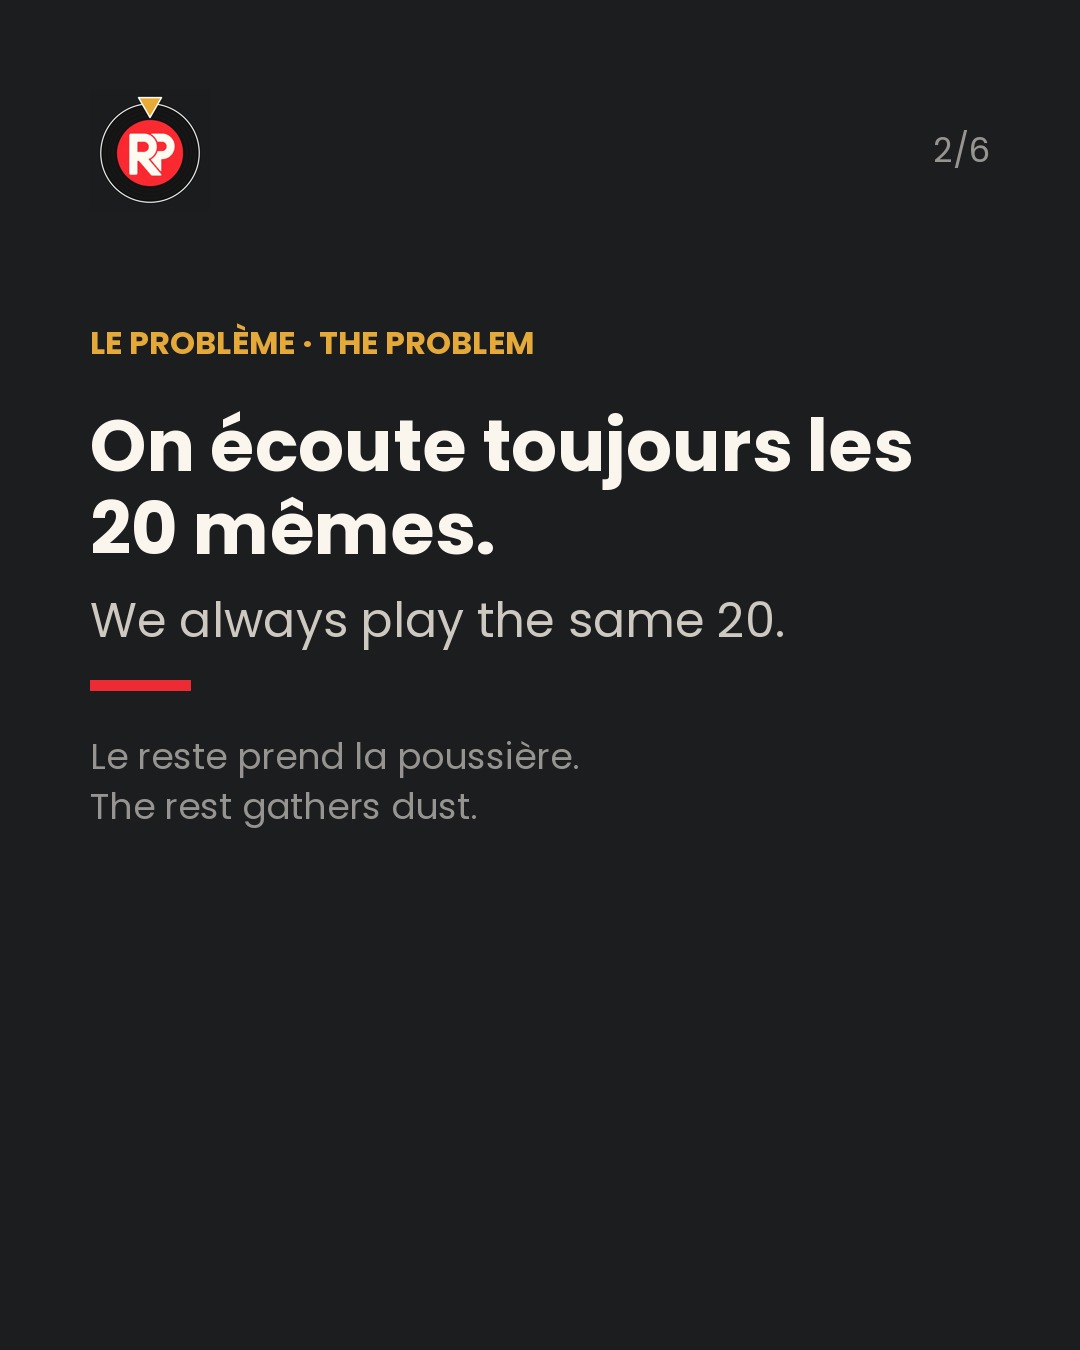 RP
2/6
LE PROBLÈME · THE PROBLEM
On écoute toujours les
20 mêmes.
We always play the same 20.
Le reste prend la poussière.
The rest gathers dust.